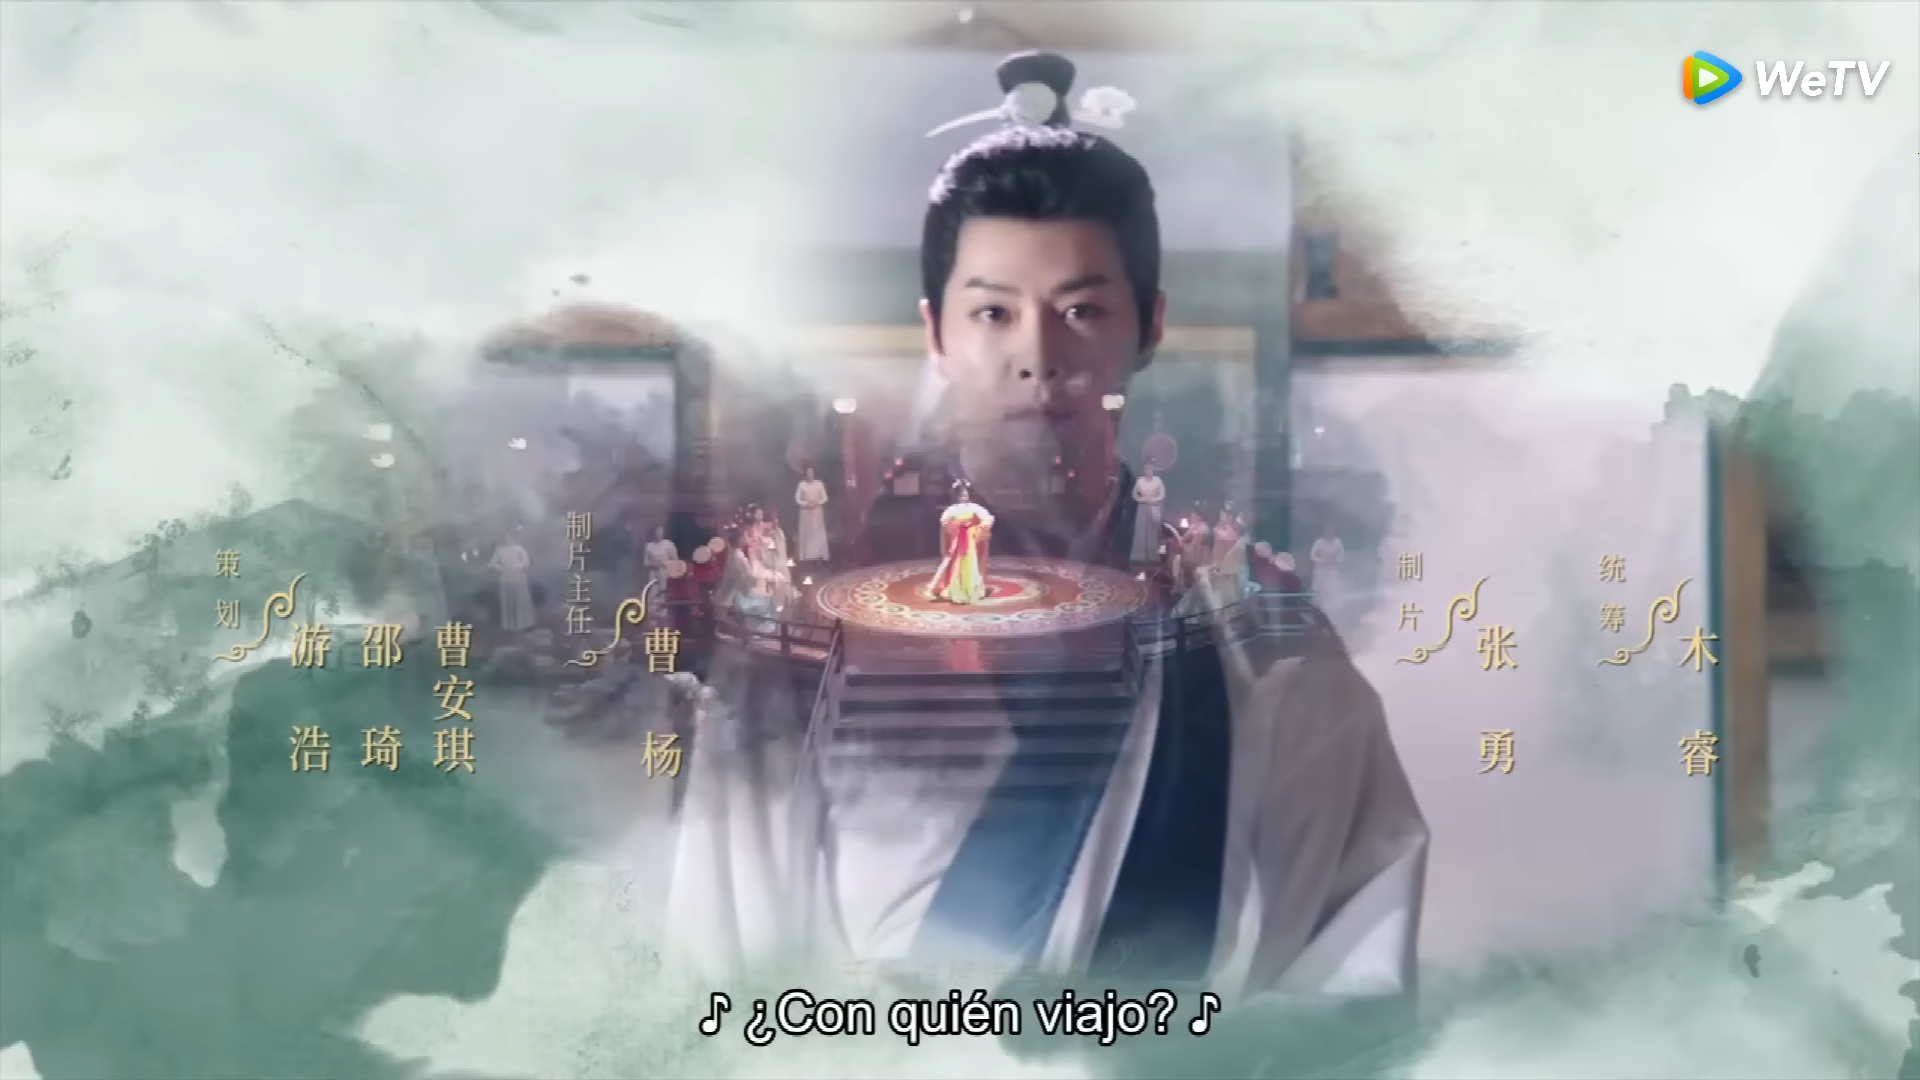 WeTV
策划
游浩
邵琦
曹安琪
制片主任
曹杨
制片
张勇
统筹
木睿
♪ ¿Con quién viajo? ♪